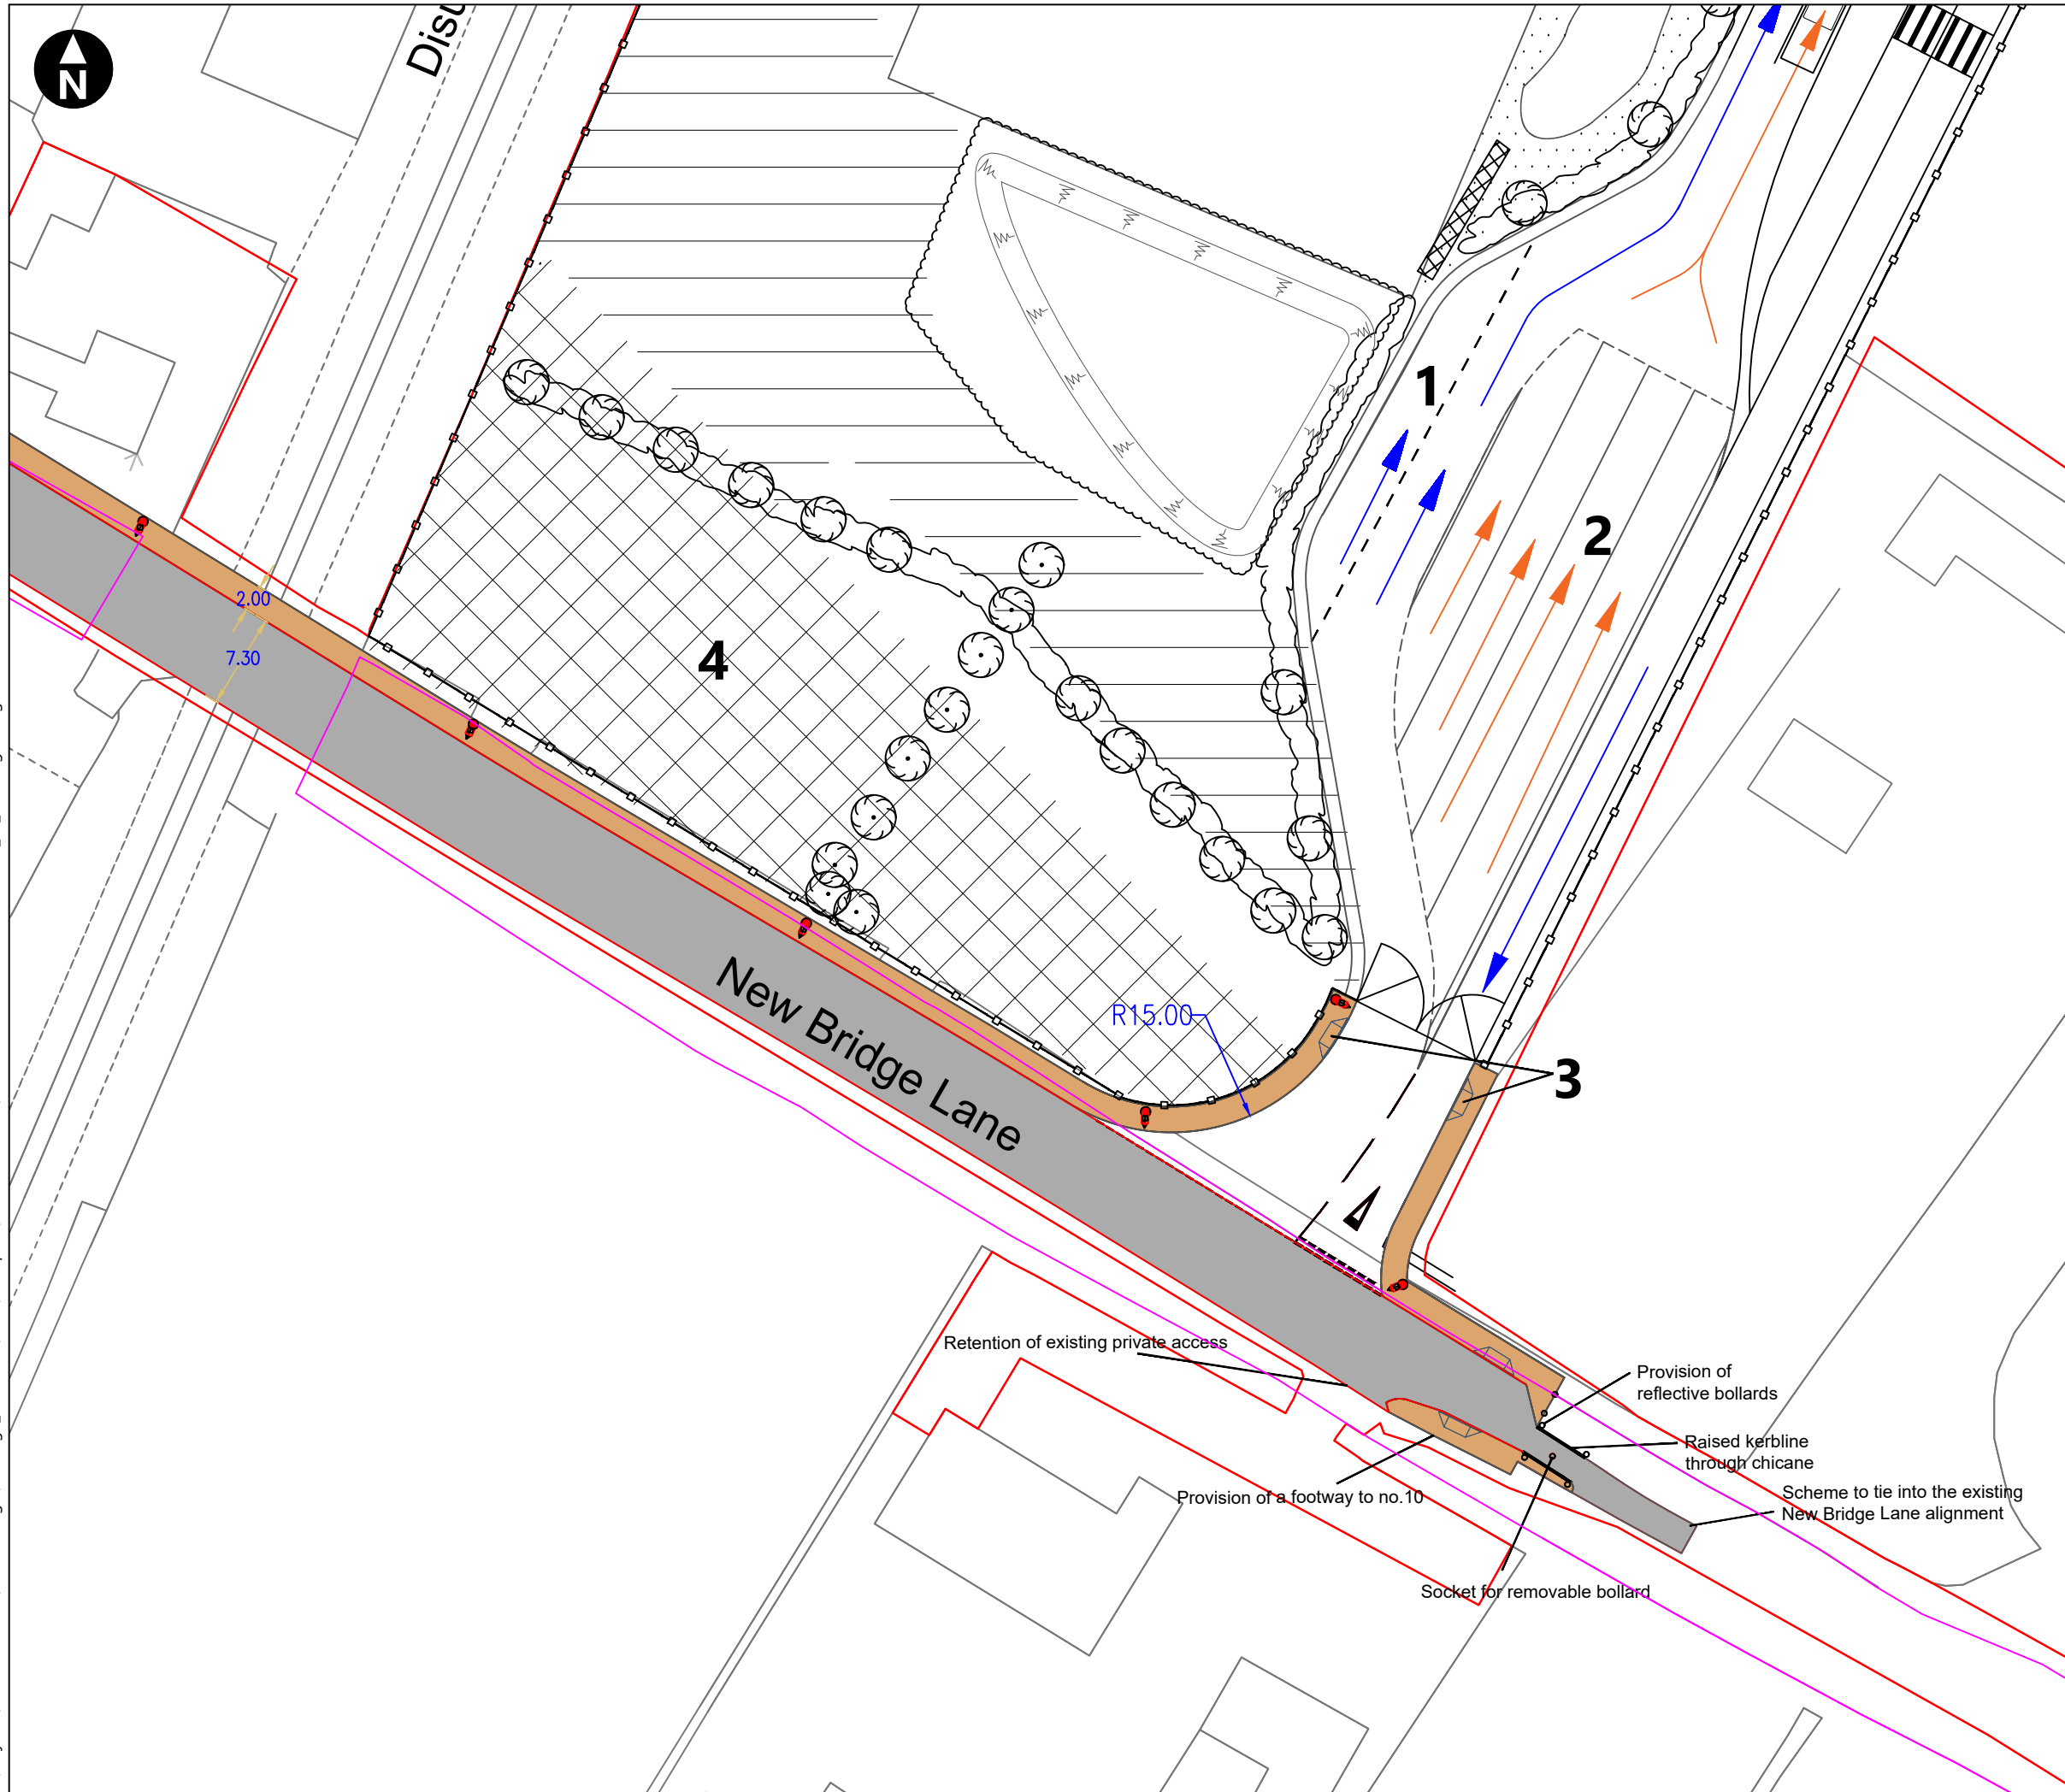 N
Disu
1
2
2.00
7.30
4
R15.00
New Bridge Lane
3
Retention of existing private access
Provision of
reflective bollards
Raised kerbline
through chicane
Provision of a footway to no.10
Scheme to tie into the existing
New Bridge Lane alignment
Socket for removable bollard